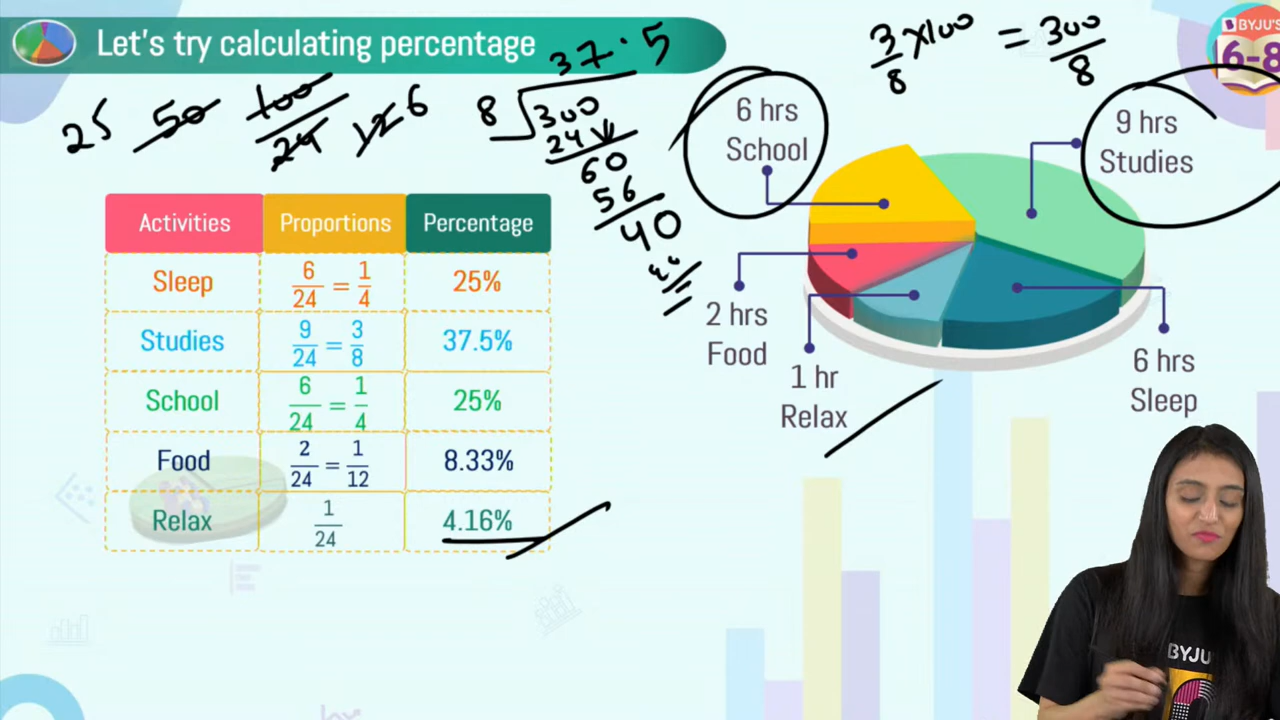 Let's try calculating percentage
BYJU'S
6-8
3/8 × 100 = 300/8
25 50 100/24 12 6
37.5
8 300
24
60
56
40
40
6 hrs
School
9 hrs
Studies
2 hrs
Food
1 hr
Relax
6 hrs
Sleep
Activities Proportions Percentage
Sleep 6/24 = 1/4 25%
Studies 9/24 = 3/8 37.5%
School 6/24 = 1/4 25%
Food 2/24 = 1/12 8.33%
Relax 1/24 4.16%
BYJU'